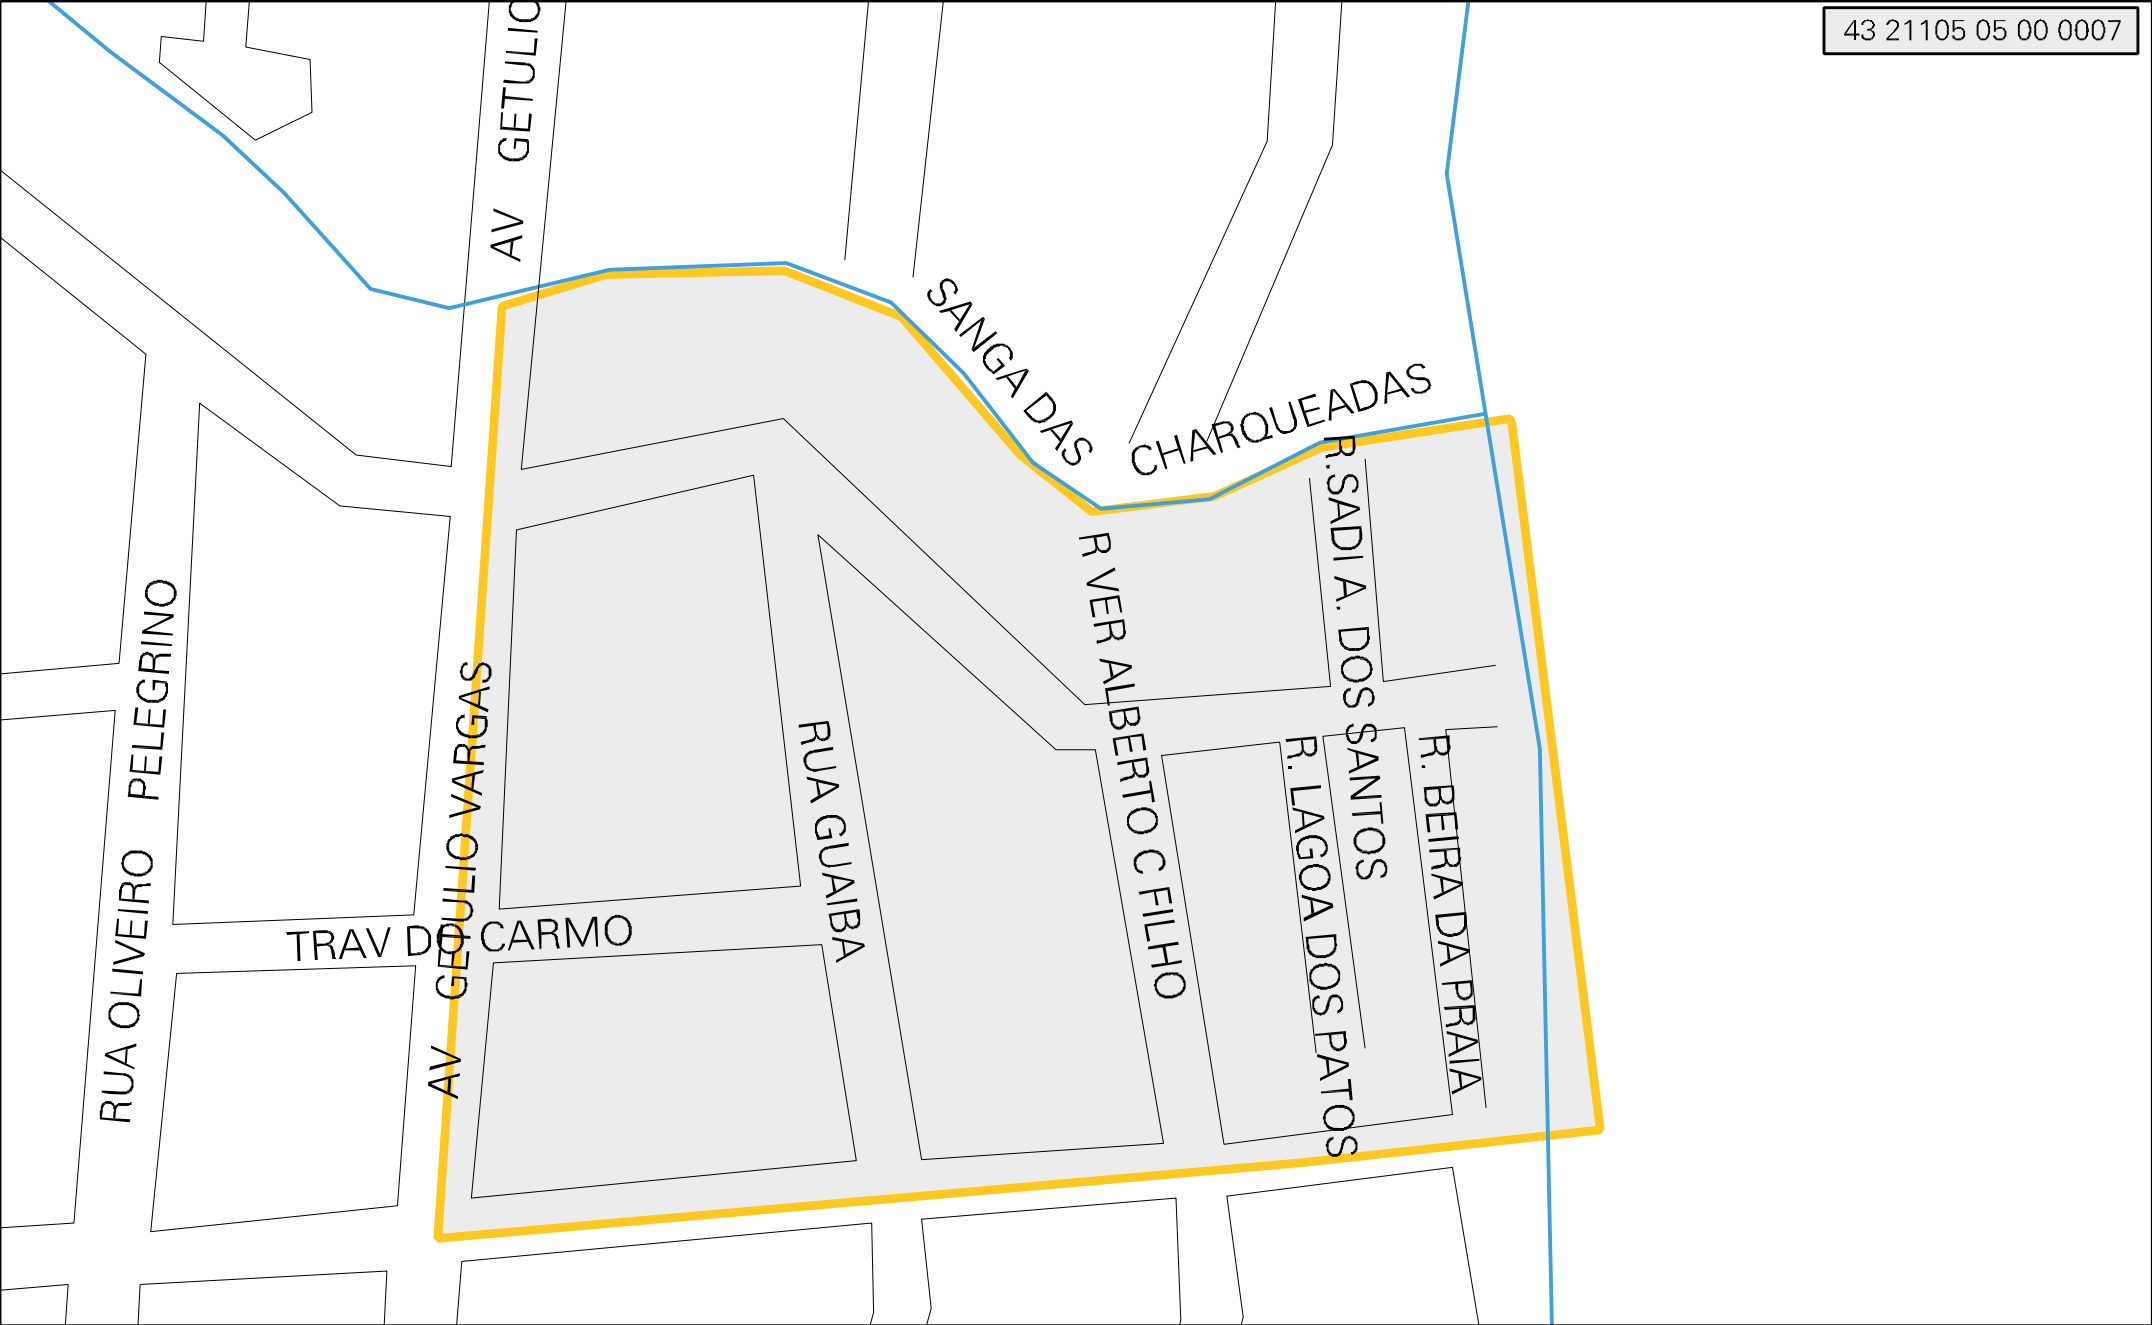 43 21105 05 00 0007
AV GETULIO
SANGA DAS
CHARQUEADAS
R.SADI A. DOS SANTOS
R VER ALBERTO C FILHO
RUA OLIVEIRO PELEGRINO
AV GETULIO VARGAS
RUA GUAIBA
R. LAGOA DOS PATOS
R. BEIRA DA PRAIA
TRAV DO CARMO